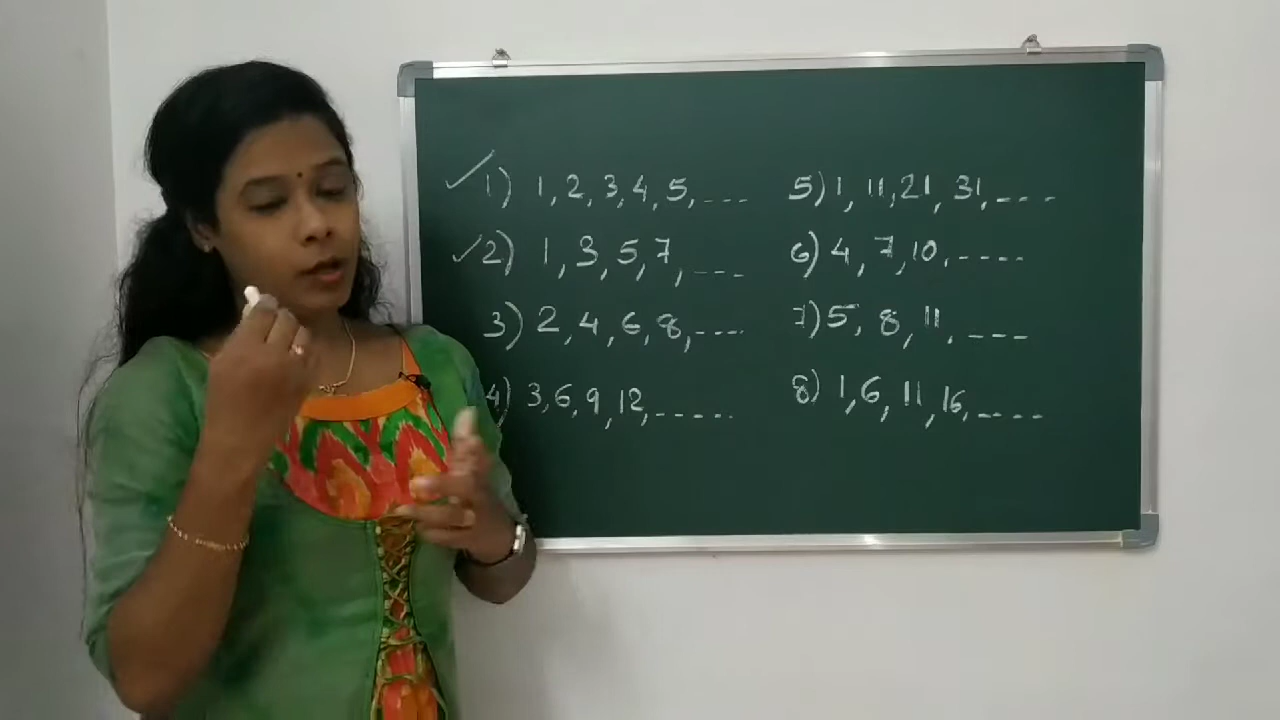 1) 1, 2, 3, 4, 5, ---
2) 1, 3, 5, 7, ---
3) 2, 4, 6, 8, ----
4) 3, 6, 9, 12, -----
5) 1, 11, 21, 31, ----
6) 4, 7, 10, ----
7) 5, 8, 11, ---
8) 1, 6, 11, 16, ----